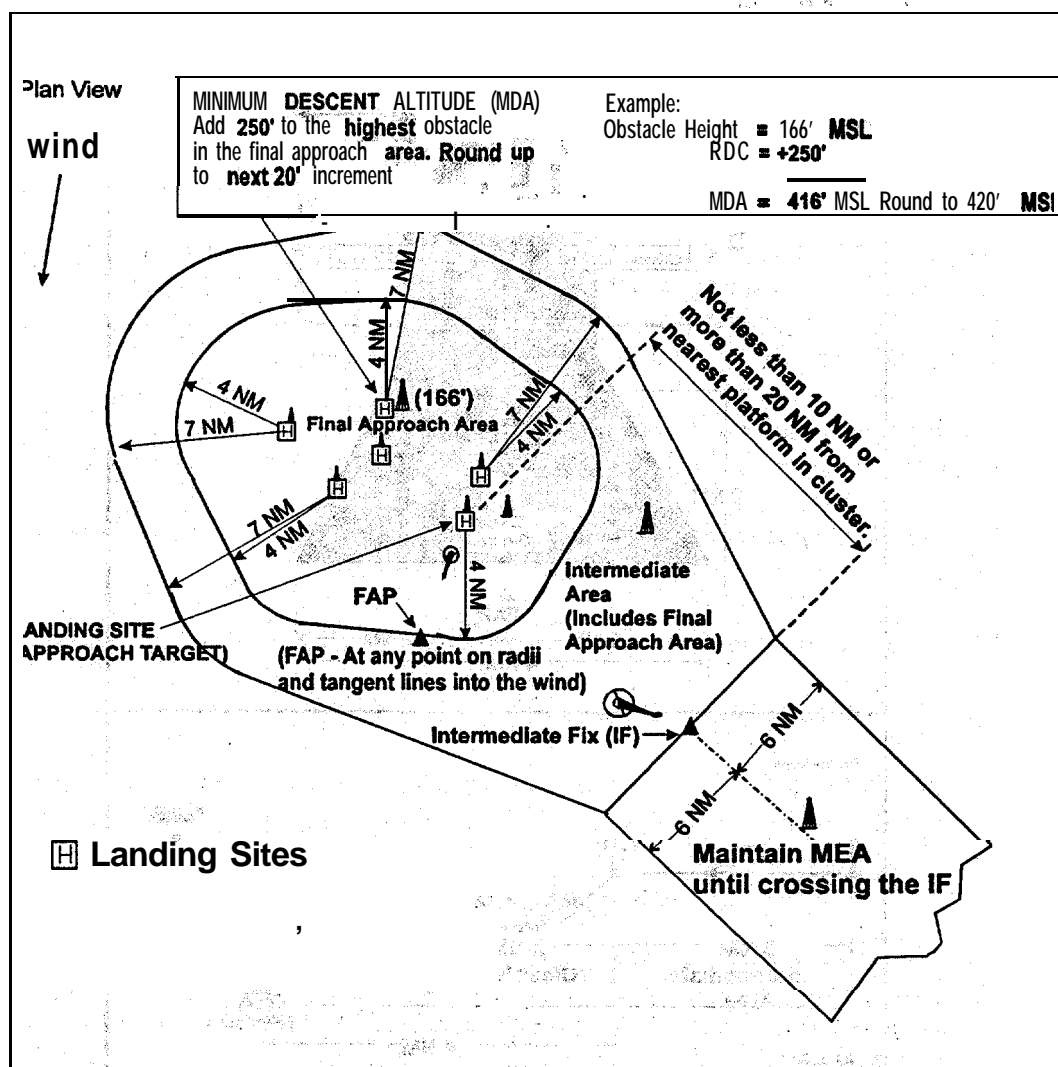 Plan View
wind
MINIMUM DESCENT ALTITUDE (MDA)
Add 250' to the highest obstacle
in the final approach area. Round up
to next 20' increment
Example:
Obstacle Height = 166' MSL
RDC = +250'
MDA = 416' MSL Round to 420' MSI
7 NM
4 NM
Not less than 10 NM or
more than 20 NM from
nearest platform in cluster.
4 NM
7 NM
H
(166')
Final Approach Area
H
H
7 NM
4 NM
H
H
7 NM
4 NM
H
4 NM
FAP
Intermediate
Area
(Includes Final
Approach Area)
ANDING SITE
APPROACH TARGET)
(FAP - At any point on radii
and tangent lines into the wind)
Intermediate Fix (IF)
6 NM
6 NM
H Landing Sites
Maintain MEA
until crossing the IF